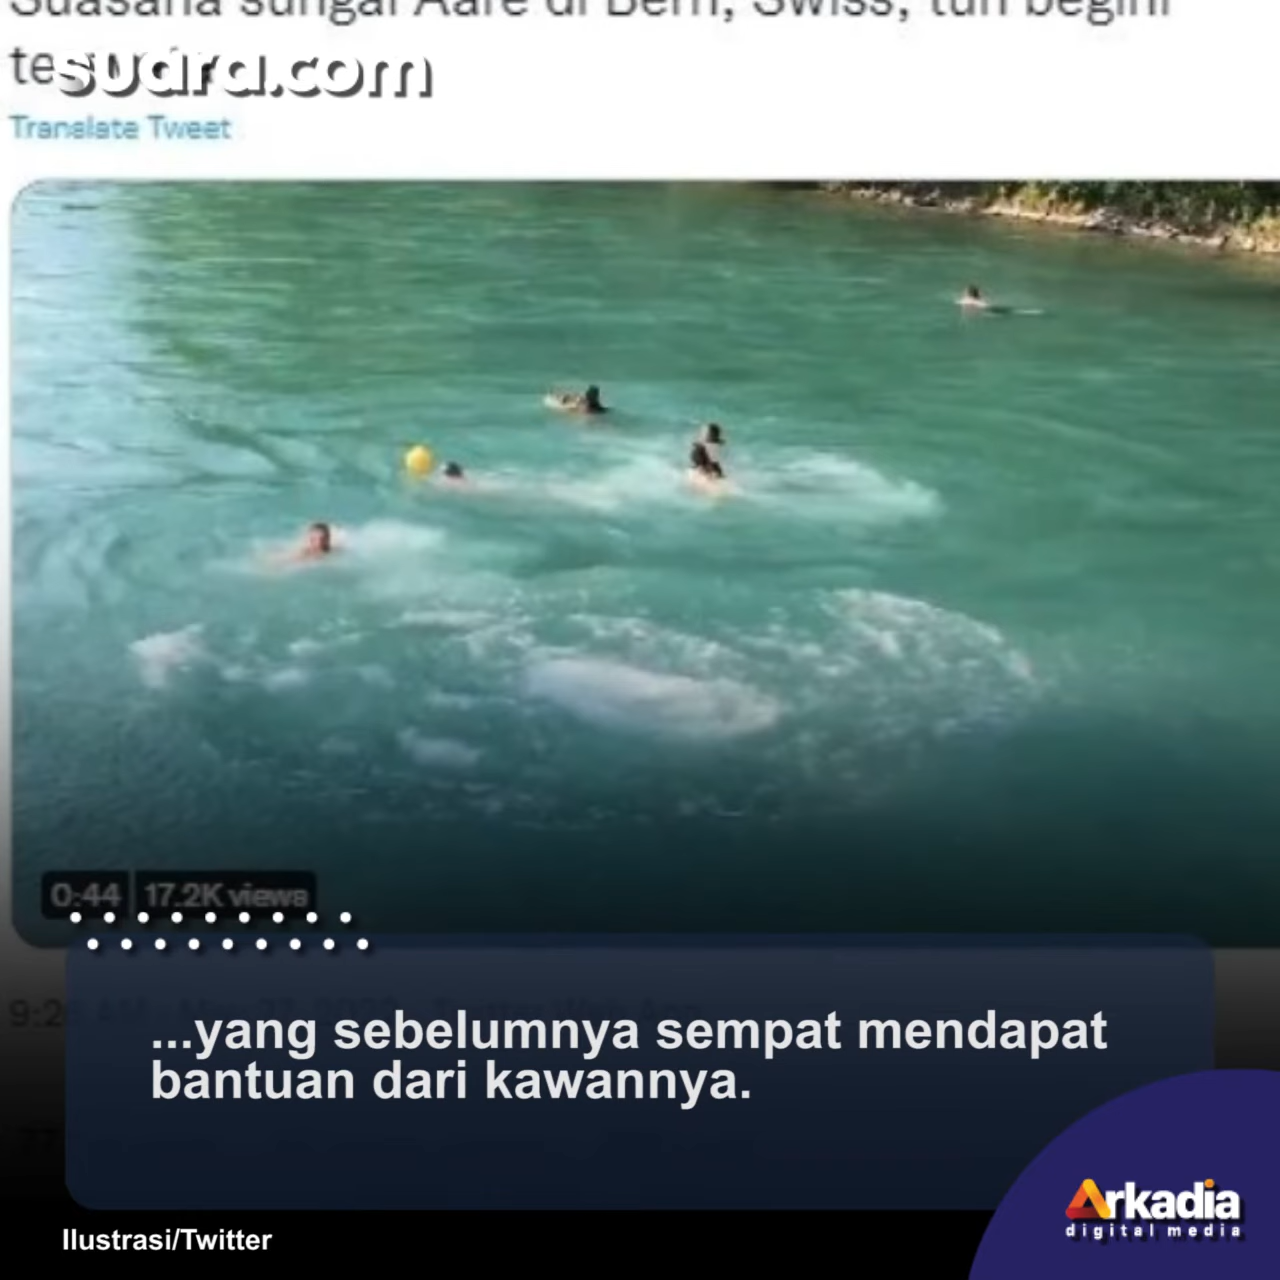 Suasana sungai Aare di Bern, Swiss, tuh begini
suara.com
Translate Tweet
0:44 17.2K views
...yang sebelumnya sempat mendapat
bantuan dari kawannya.
Arkadia
digital media
Ilustrasi/Twitter